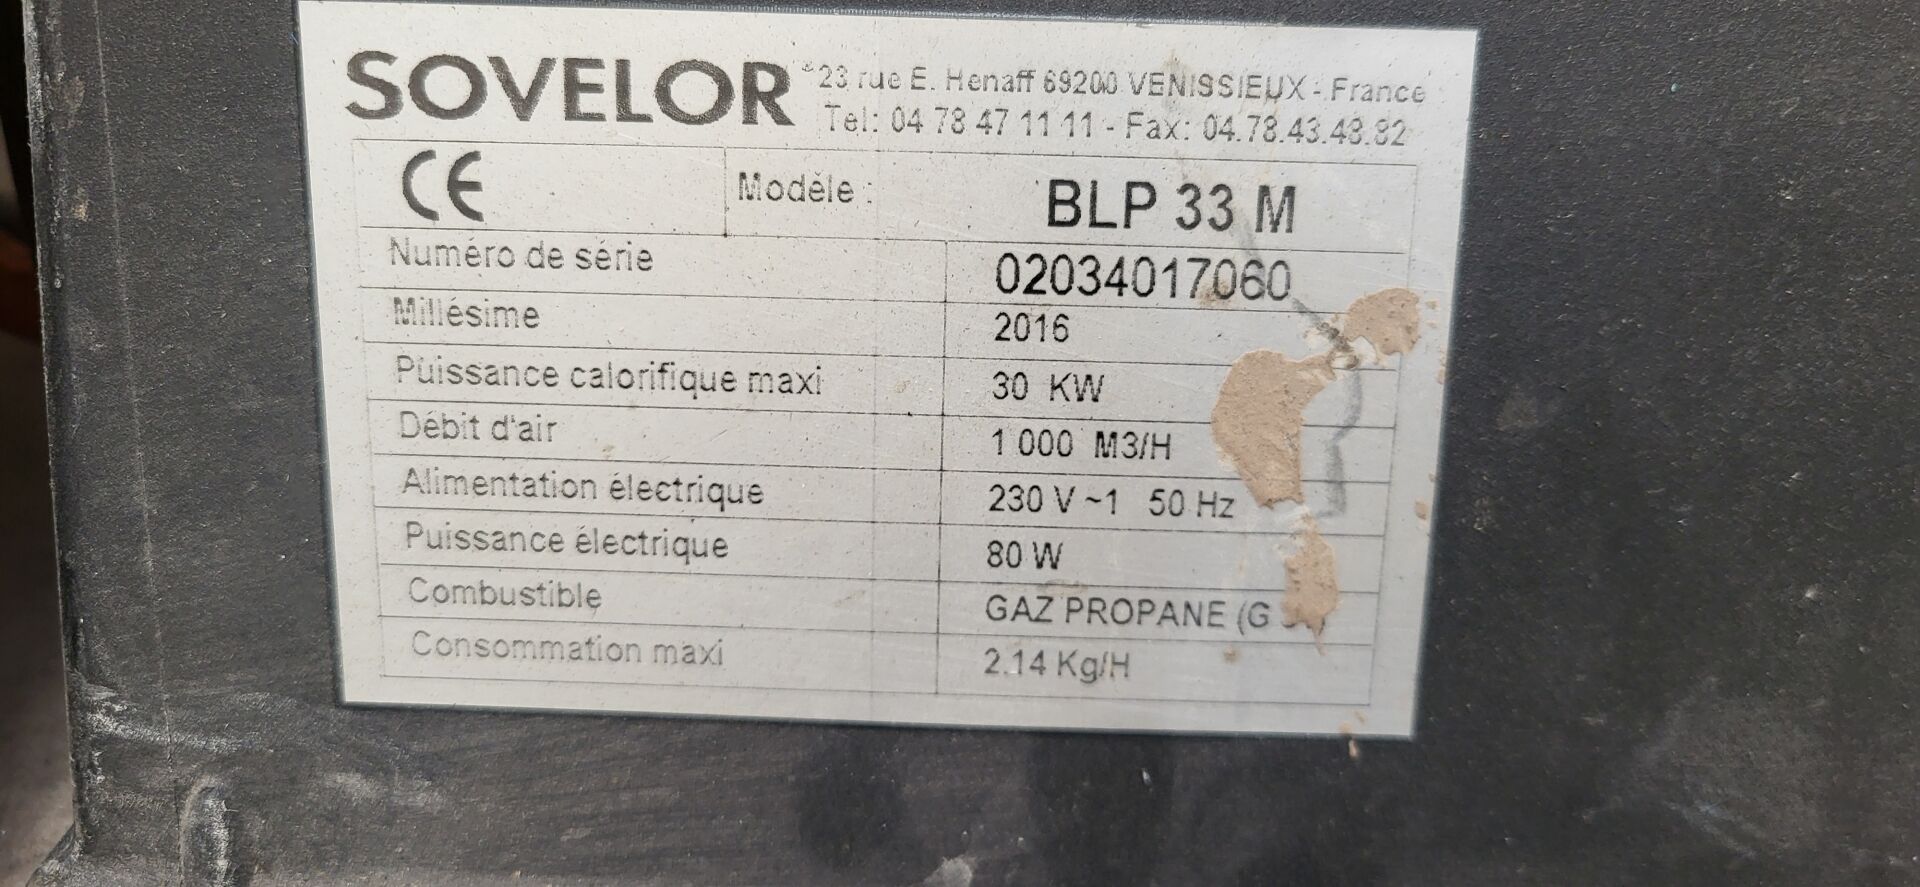 SOVELOR ® 23 rue E. Henaff 69200 VENISSIEUX - France
Tel: 04 78 47 11 11 - Fax: 04.78.43.48.82
CE Modèle : BLP 33 M
Numéro de série 02034017060
Millésime 2016
Puissance calorifique maxi 30 KW
Débit d'air 1 000 M3/H
Alimentation électrique 230 V ~1 50 Hz
Puissance électrique 80 W
Combustible GAZ PROPANE (G
Consommation maxi 2.14 Kg/H